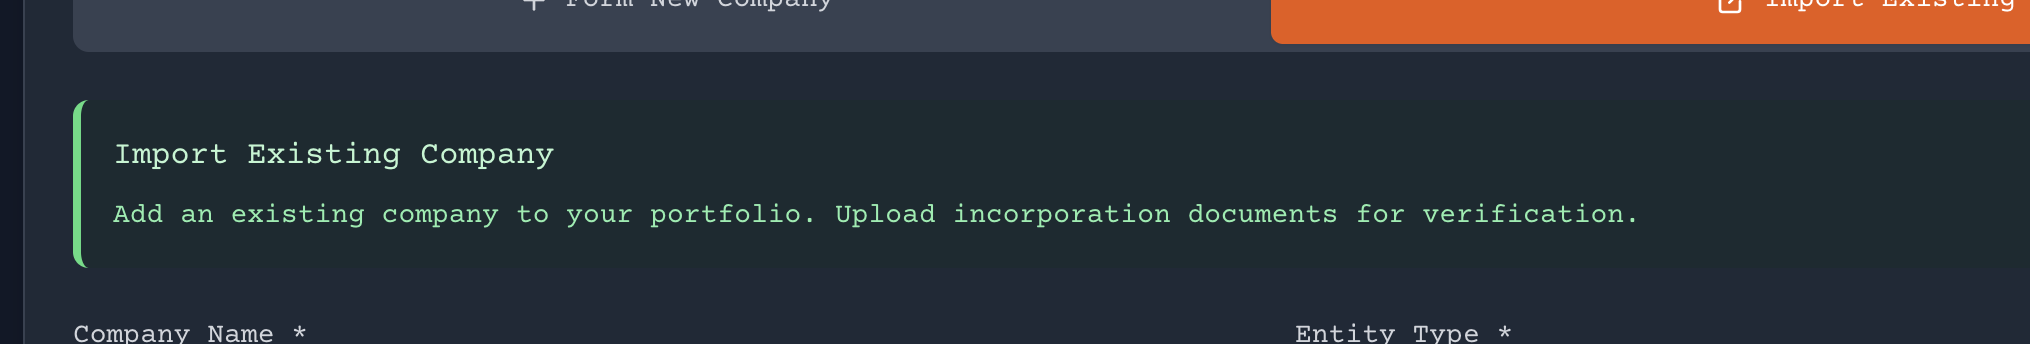 Form New Company
Import Existing
Import Existing Company
Add an existing company to your portfolio. Upload incorporation documents for verification.
Company Name *
Entity Type *